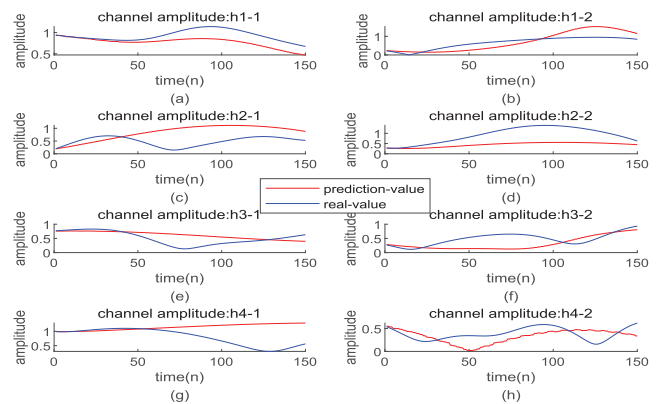 channel amplitude:h1-1
amplitude
1
0.5
0 50 100 150
time(n)
(a)
channel amplitude:h1-2
amplitude
1
0
0 50 100 150
time(n)
(b)
channel amplitude:h2-1
amplitude
1
0.5
0
0 50 100 150
time(n)
(c)
channel amplitude:h2-2
amplitude
1
0.5
0
0 50 100 150
time(n)
(d)
prediction-value
real-value
channel amplitude:h3-1
amplitude
1
0.5
0
0 50 100 150
time(n)
(e)
channel amplitude:h3-2
amplitude
0.5
0
0 50 100 150
time(n)
(f)
channel amplitude:h4-1
amplitude
1
0.5
0 50 100 150
time(n)
(g)
channel amplitude:h4-2
amplitude
0.5
0
0 50 100 150
time(n)
(h)